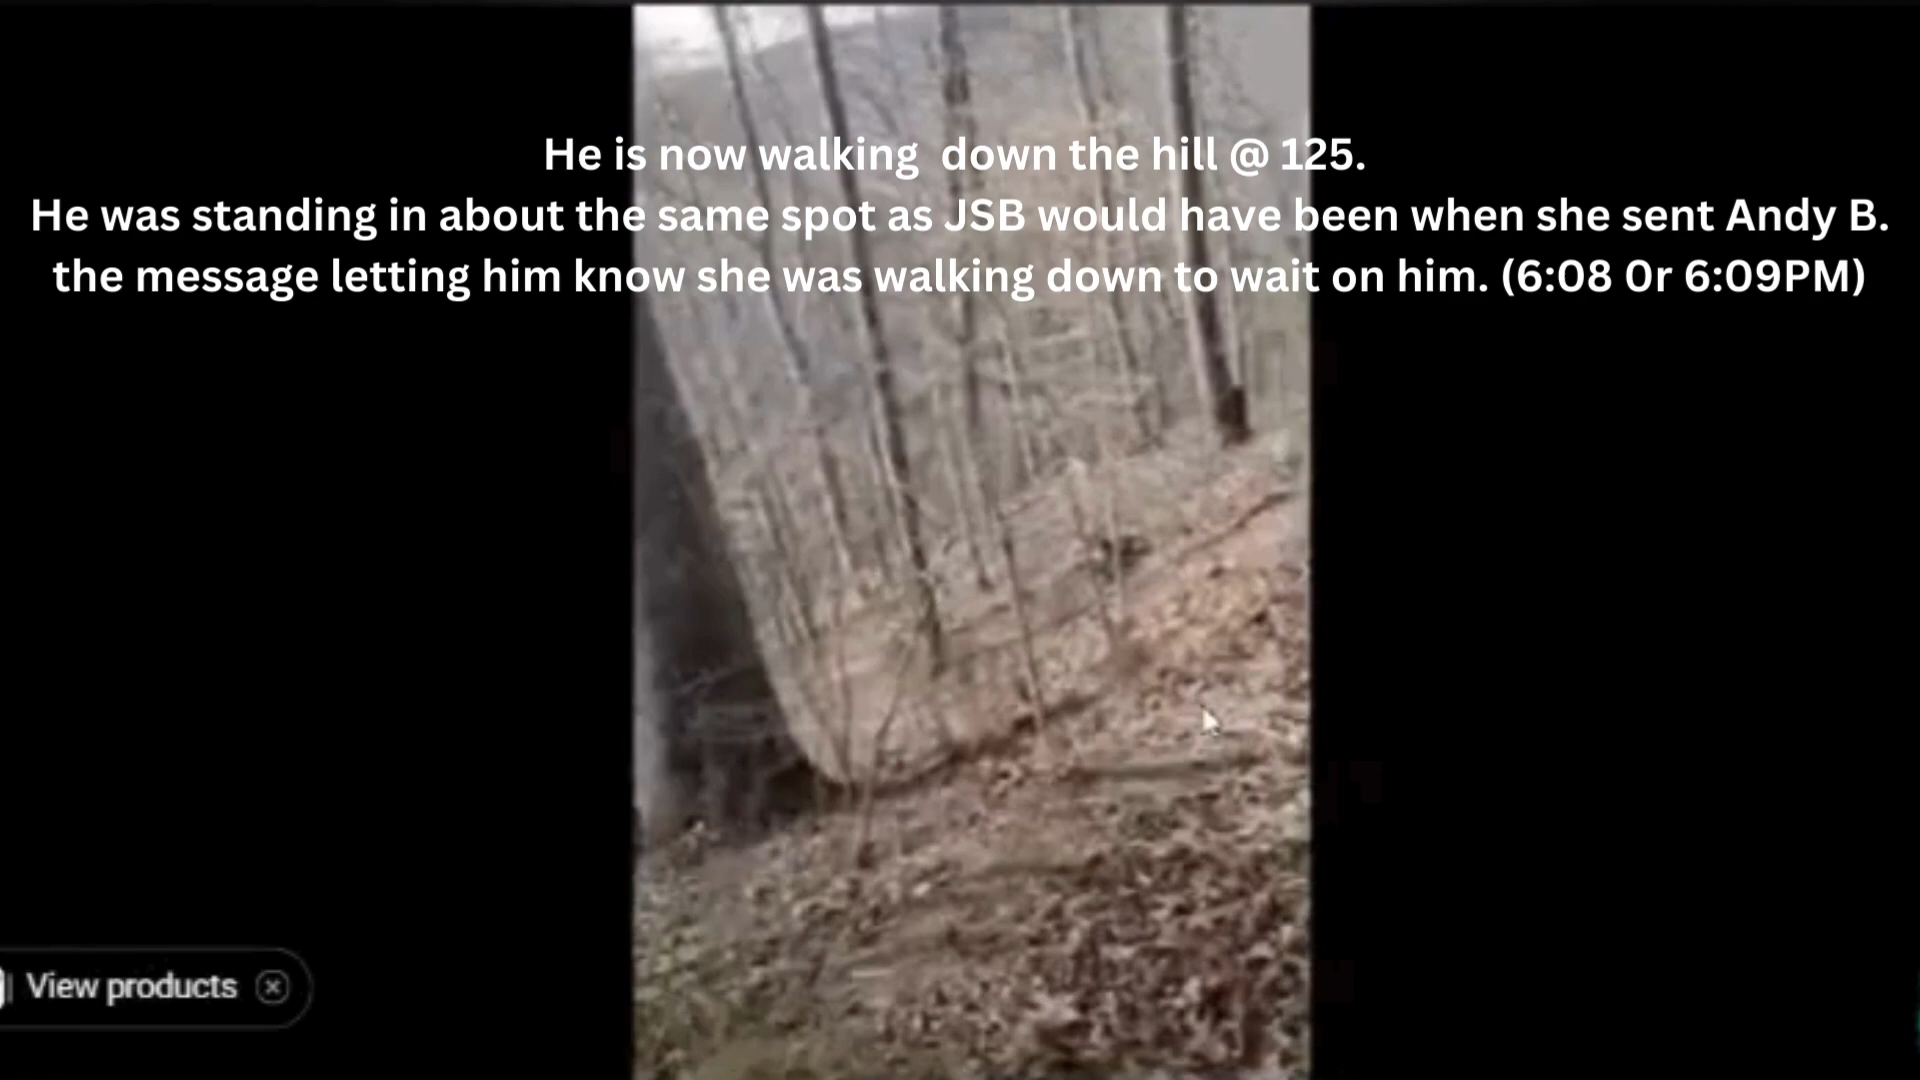 He is now walking  down the hill @ 125.
He was standing in about the same spot as JSB would have been when she sent Andy B.
the message letting him know she was walking down to wait on him. (6:08 0r 6:09PM)
View products